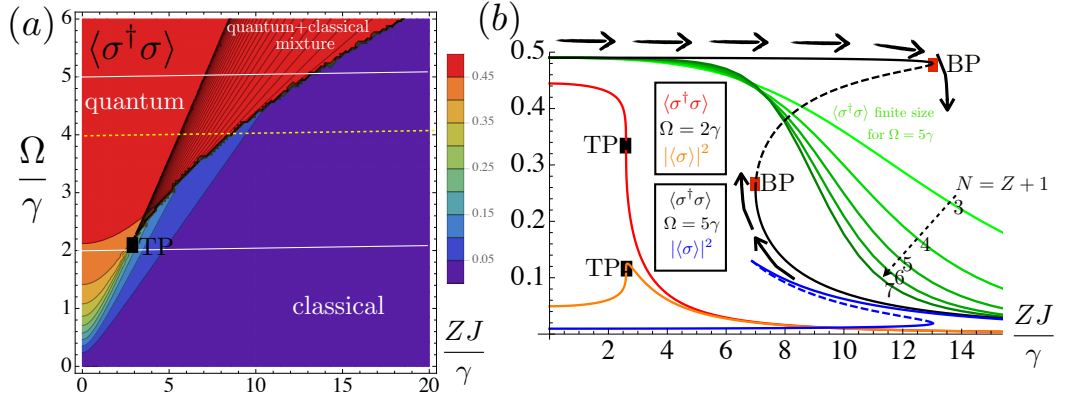 (a)
⟨σ†σ⟩
quantum+classical
mixture
quantum
TP
classical
Ω
γ
6
5
4
3
2
1
0
0
5
10
15
20
ZJ
γ
0.45
0.35
0.25
0.15
0.05
(b)
BP
0.5
0.4
0.3
0.2
0.1
TP
TP
BP
⟨σ†σ⟩
Ω = 2γ
|⟨σ⟩|²
⟨σ†σ⟩
Ω = 5γ
|⟨σ⟩|²
⟨σ†σ⟩ finite size
for Ω = 5γ
N = Z + 1
3
4
5
6
7
2
4
6
8
10
12
14
ZJ
γ